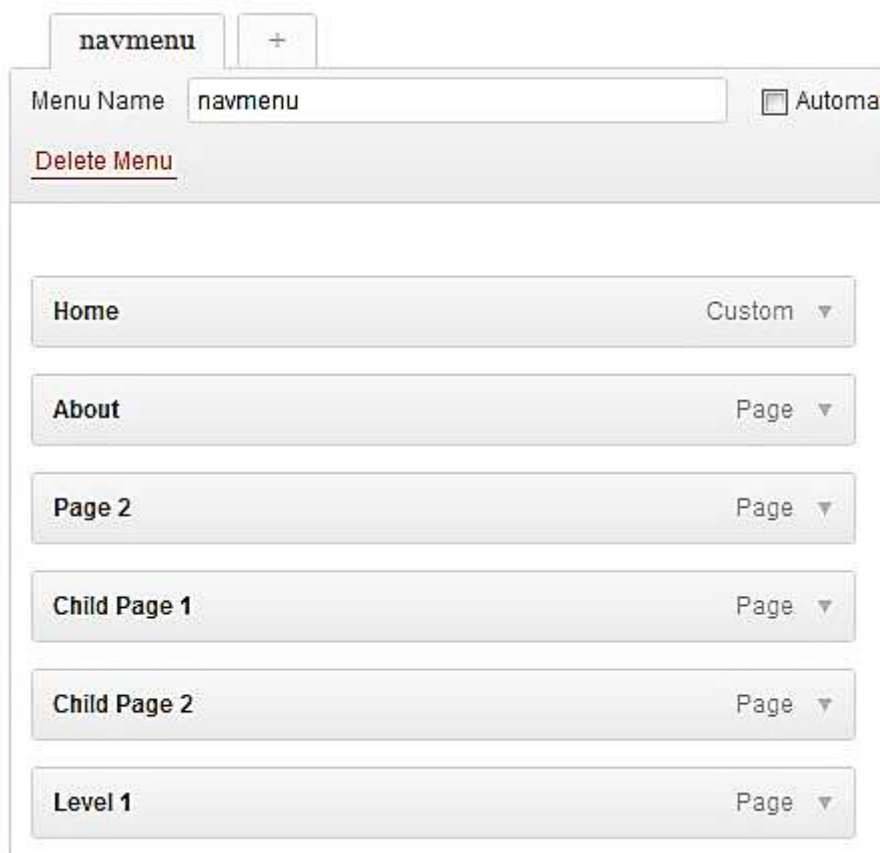 navmenu +
Menu Name navmenu Automa
Delete Menu
Home Custom
About Page
Page 2 Page
Child Page 1 Page
Child Page 2 Page
Level 1 Page